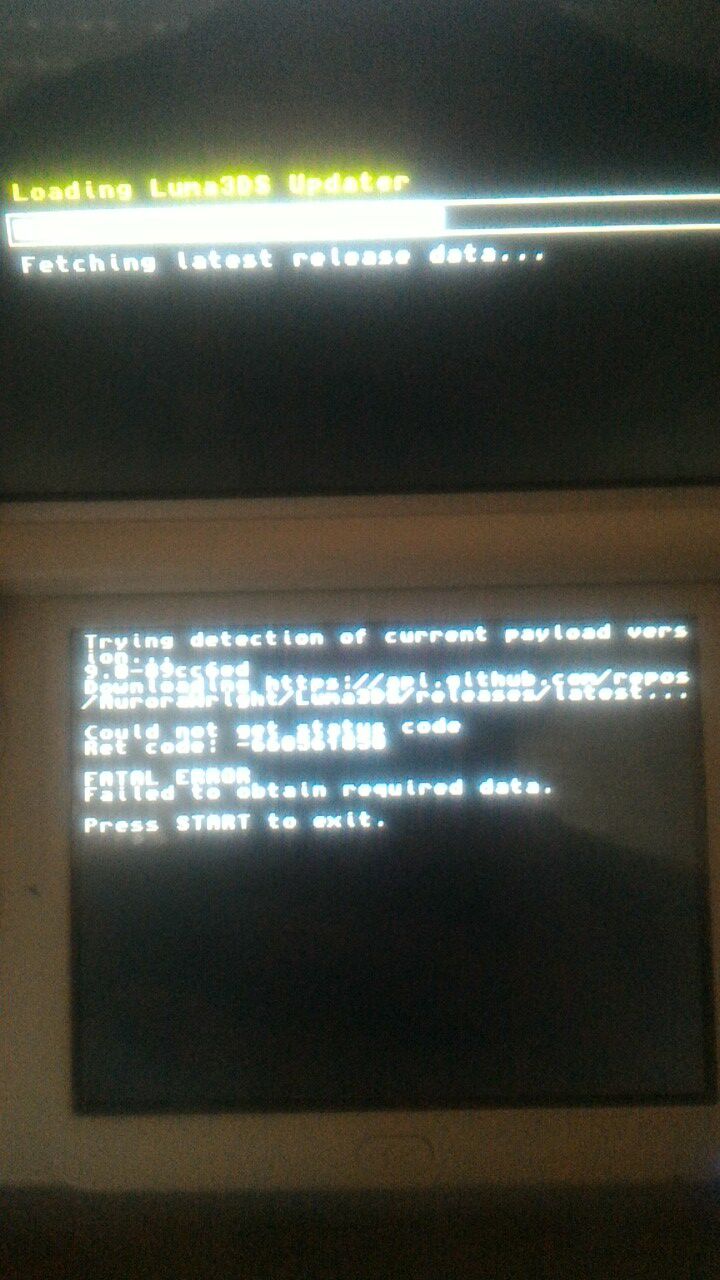 Loading Luma3DS Updater
Fetching latest release data...
Trying detection of current payload vers
ion...
Downloading https://api.github.com/repos
/AuroraWright/Luma3DS/releases/latest...
Could not get status code
Ret code:
FATAL ERROR
Failed to obtain required data.
Press START to exit.